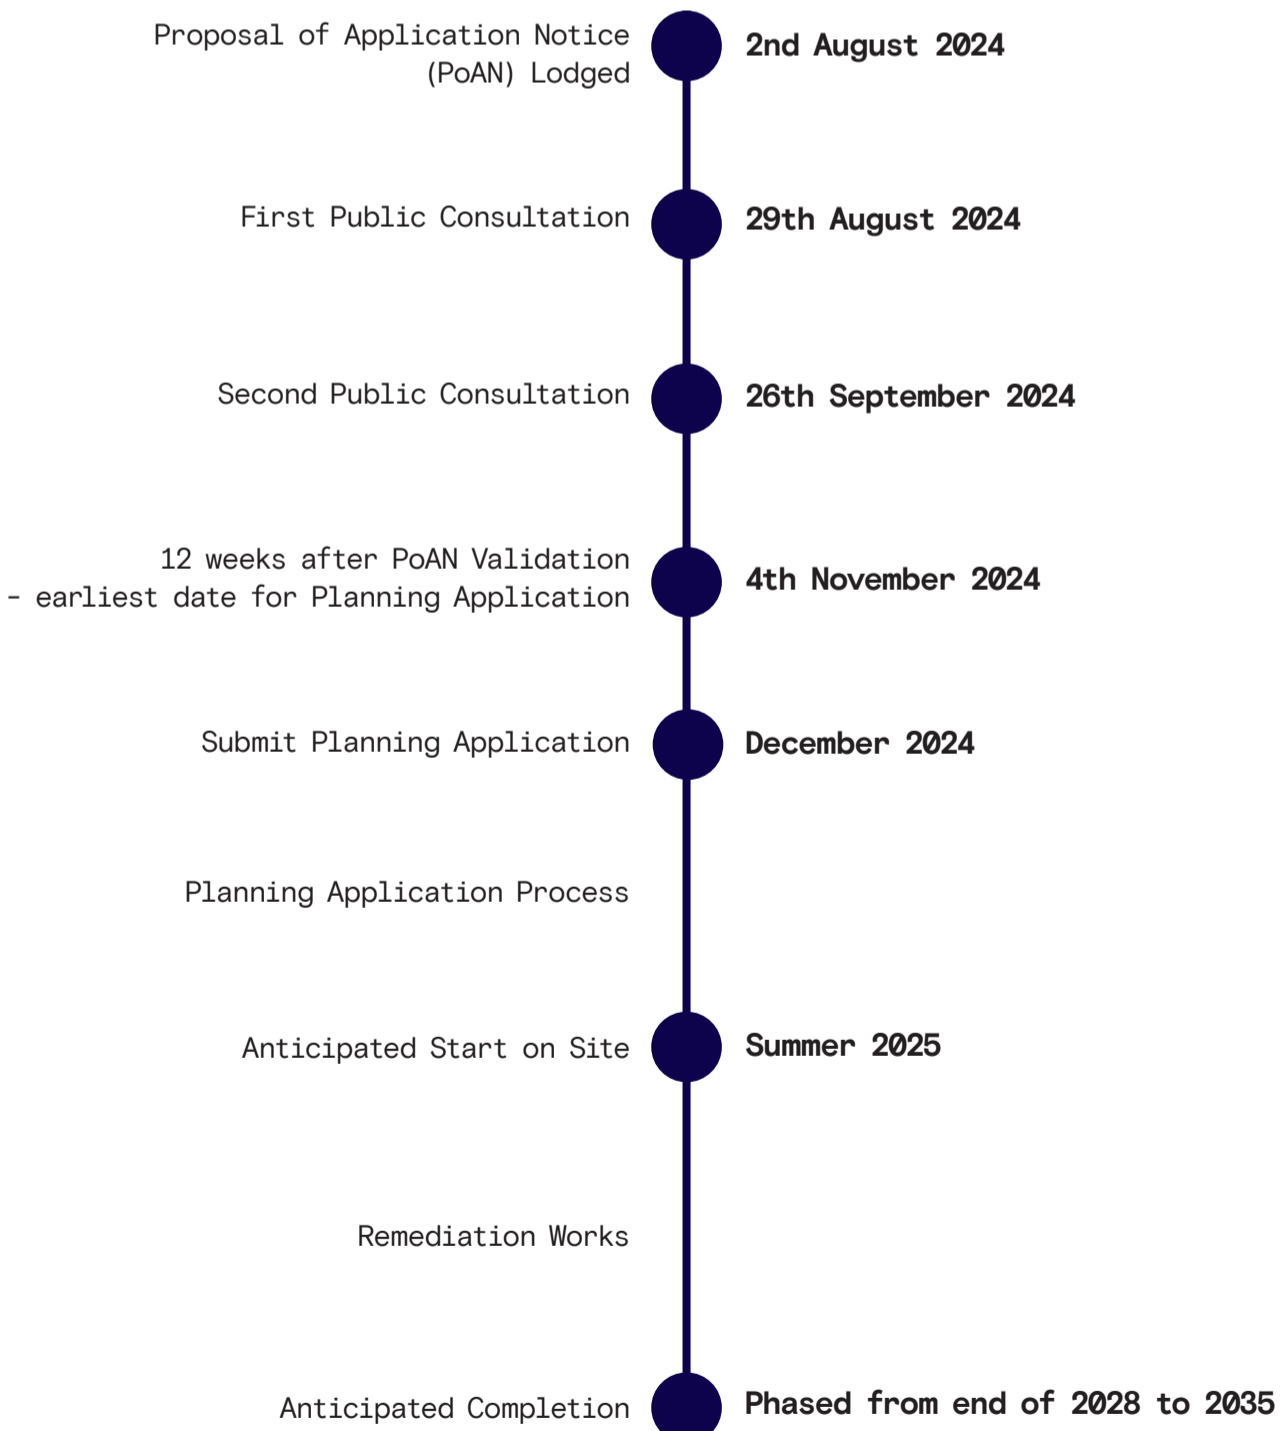 Proposal of Application Notice
(PoAN) Lodged
2nd August 2024
First Public Consultation
29th August 2024
Second Public Consultation
26th September 2024
12 weeks after PoAN Validation
- earliest date for Planning Application
4th November 2024
Submit Planning Application
December 2024
Planning Application Process
Anticipated Start on Site
Summer 2025
Remediation Works
Anticipated Completion
Phased from end of 2028 to 2035